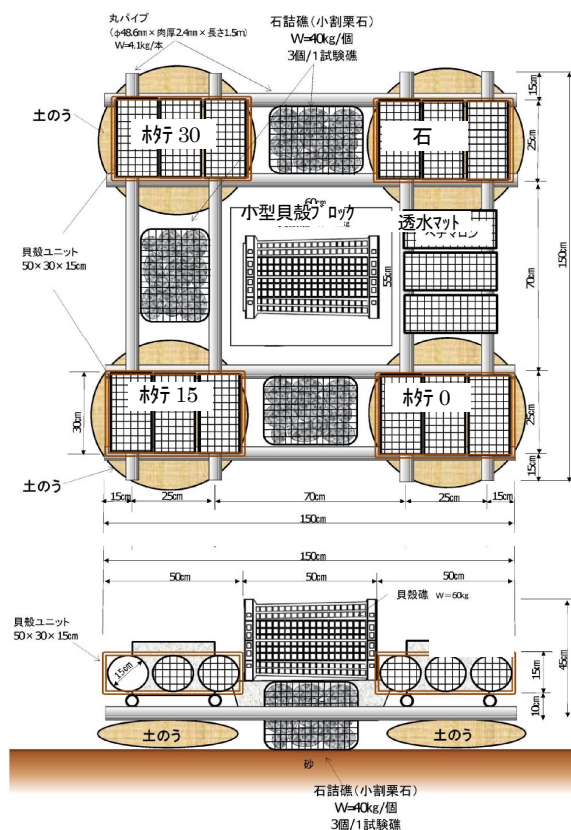 丸パイプ
（φ48.6mm×肉厚2.4mm×長さ1.5m）
W=4.1kg/本
石詰礁(小割栗石)
W=40kg/個
3個/1試験礁
土のう
ホタテ 30
石
15cm
25cm
60cm
小型貝殻ブロック
透水マット
ヘチマロン
55cm
70cm
150cm
貝殻ユニット
50×30×15cm
ホタテ 15
ホタテ 0
30cm
25cm
15cm
土のう
15cm
25cm
70cm
25cm
15cm
150cm
150cm
50cm
50cm
50cm
貝殻礁 W=60kg
貝殻ユニット
50×30×15cm
15cm
15cm
10cm
45cm
土のう
土のう
砂
石詰礁(小割栗石)
W=40kg/個
3個/1試験礁